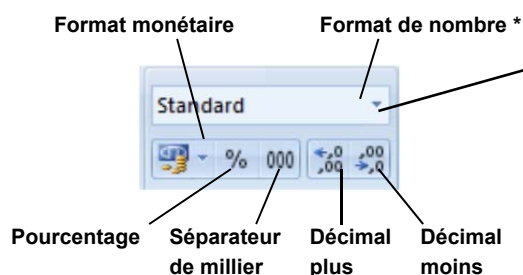 Format monétaire Format de nombre *
Standard
% 000 ,0 ,00 ,00 ,0
Pourcentage Séparateur Décimal Décimal
de millier plus moins